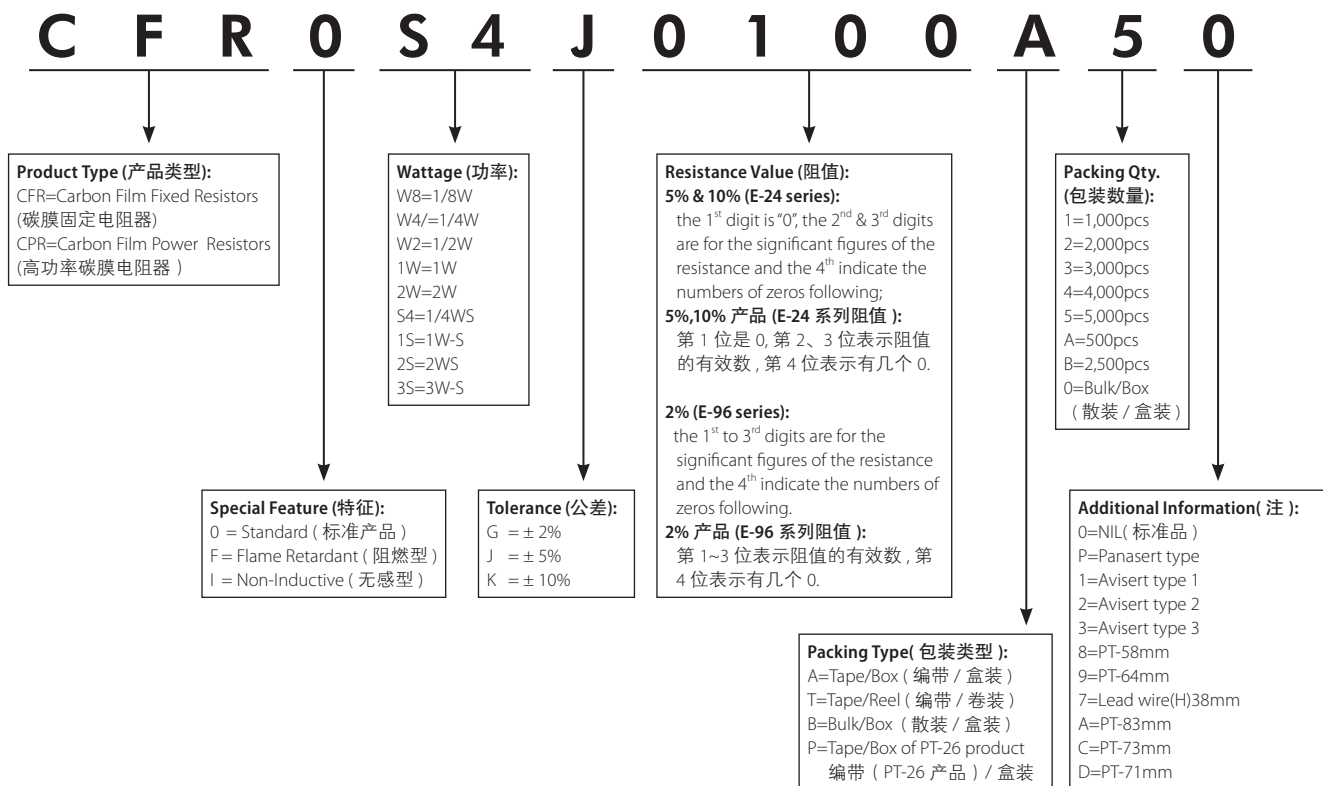 C F R 0 S 4 J 0 1 0 0 A 5 0
Product Type (产品类型):
CFR=Carbon Film Fixed Resistors
(碳膜固定电阻器)
CPR=Carbon Film Power Resistors
(高功率碳膜电阻器 )
Wattage (功率):
W8=1/8W
W4/=1/4W
W2=1/2W
1W=1W
2W=2W
S4=1/4WS
1S=1W-S
2S=2WS
3S=3W-S
Resistance Value (阻值):
5% & 10% (E-24 series):
the 1st digit is "0", the 2nd & 3rd digits
are for the significant figures of the
resistance and the 4th indicate the
numbers of zeros following;
5%,10% 产品 (E-24 系列阻值 ):
第 1 位是 0, 第 2、3 位表示阻值
的有效数 , 第 4 位表示有几个 0.
2% (E-96 series):
the 1st to 3rd digits are for the
significant figures of the resistance
and the 4th indicate the numbers of
zeros following.
2% 产品 (E-96 系列阻值 ):
第 1~3 位表示阻值的有效数 , 第
4 位表示有几个 0.
Packing Qty.
(包装数量):
1=1,000pcs
2=2,000pcs
3=3,000pcs
4=4,000pcs
5=5,000pcs
A=500pcs
B=2,500pcs
0=Bulk/Box
( 散装 / 盒装 )
Special Feature (特征):
0 = Standard ( 标准产品 )
F = Flame Retardant ( 阻燃型 )
I = Non-Inductive ( 无感型 )
Tolerance (公差):
G = ± 2%
J = ± 5%
K = ± 10%
Packing Type( 包装类型 ):
A=Tape/Box ( 编带 / 盒装 )
T=Tape/Reel ( 编带 / 卷装 )
B=Bulk/Box ( 散装 / 盒装 )
P=Tape/Box of PT-26 product
编带 ( PT-26 产品 ) / 盒装
Additional Information( 注 ):
0=NIL( 标准品 )
P=Panasert type
1=Avisert type 1
2=Avisert type 2
3=Avisert type 3
8=PT-58mm
9=PT-64mm
7=Lead wire(H)38mm
A=PT-83mm
C=PT-73mm
D=PT-71mm